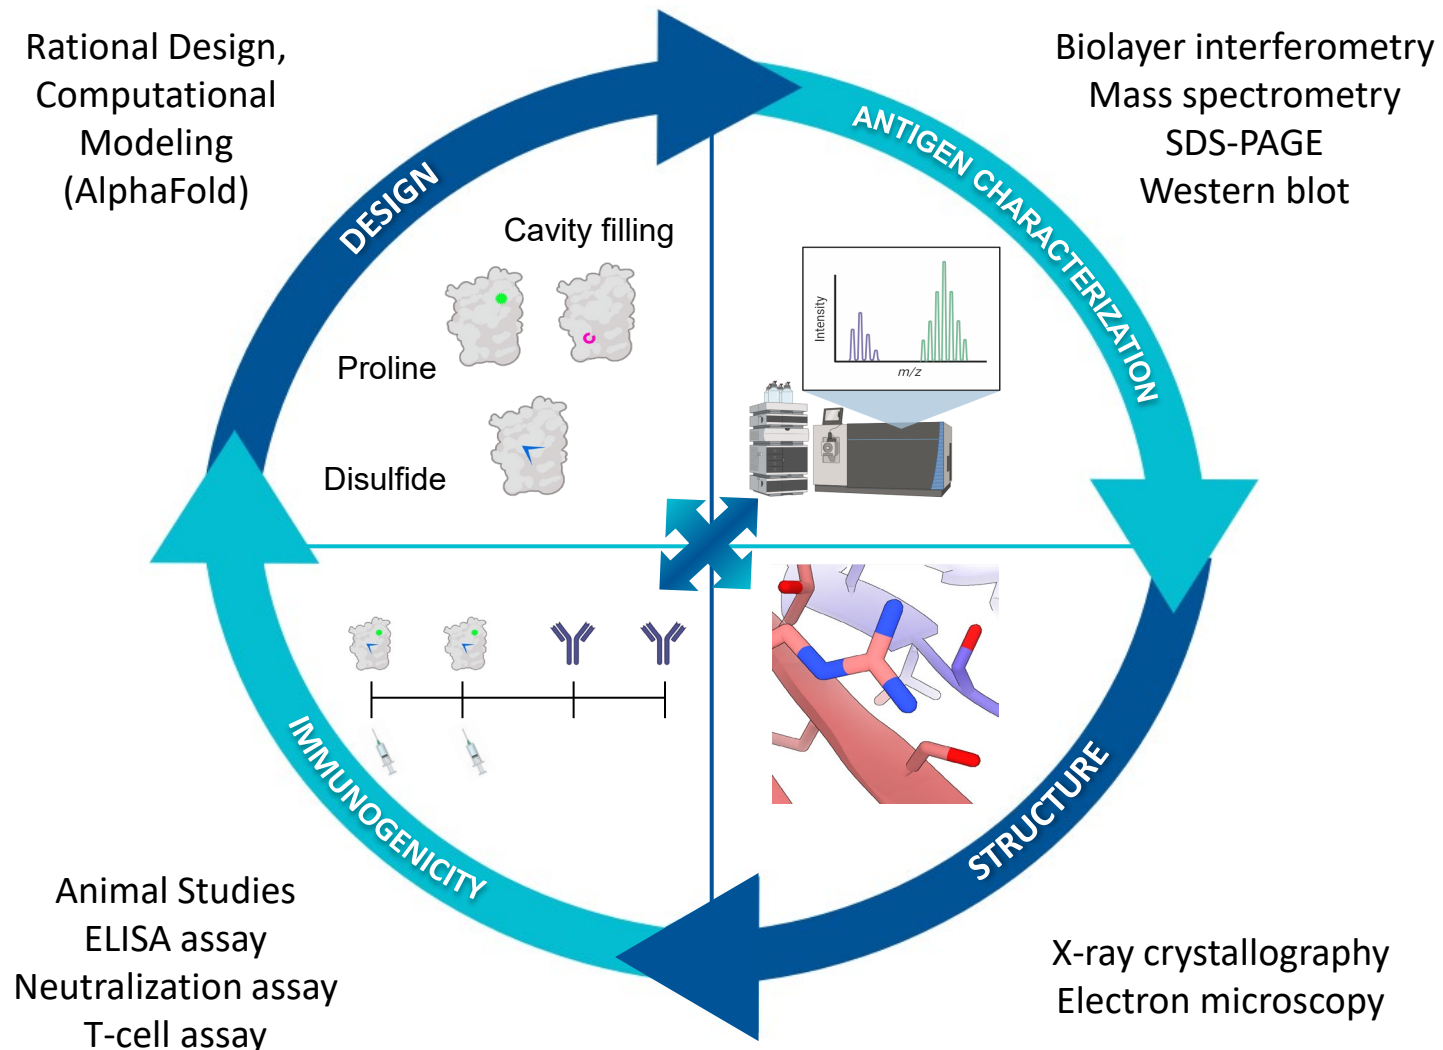 Rational Design,
Computational
Modeling
(AlphaFold)
Biolayer interferometry
Mass spectrometry
SDS-PAGE
Western blot
DESIGN
ANTIGEN CHARACTERIZATION
Cavity filling
Proline
Disulfide
Intensity
m/z
IMMUNOGENICITY
STRUCTURE
Animal Studies
ELISA assay
Neutralization assay
T-cell assay
X-ray crystallography
Electron microscopy